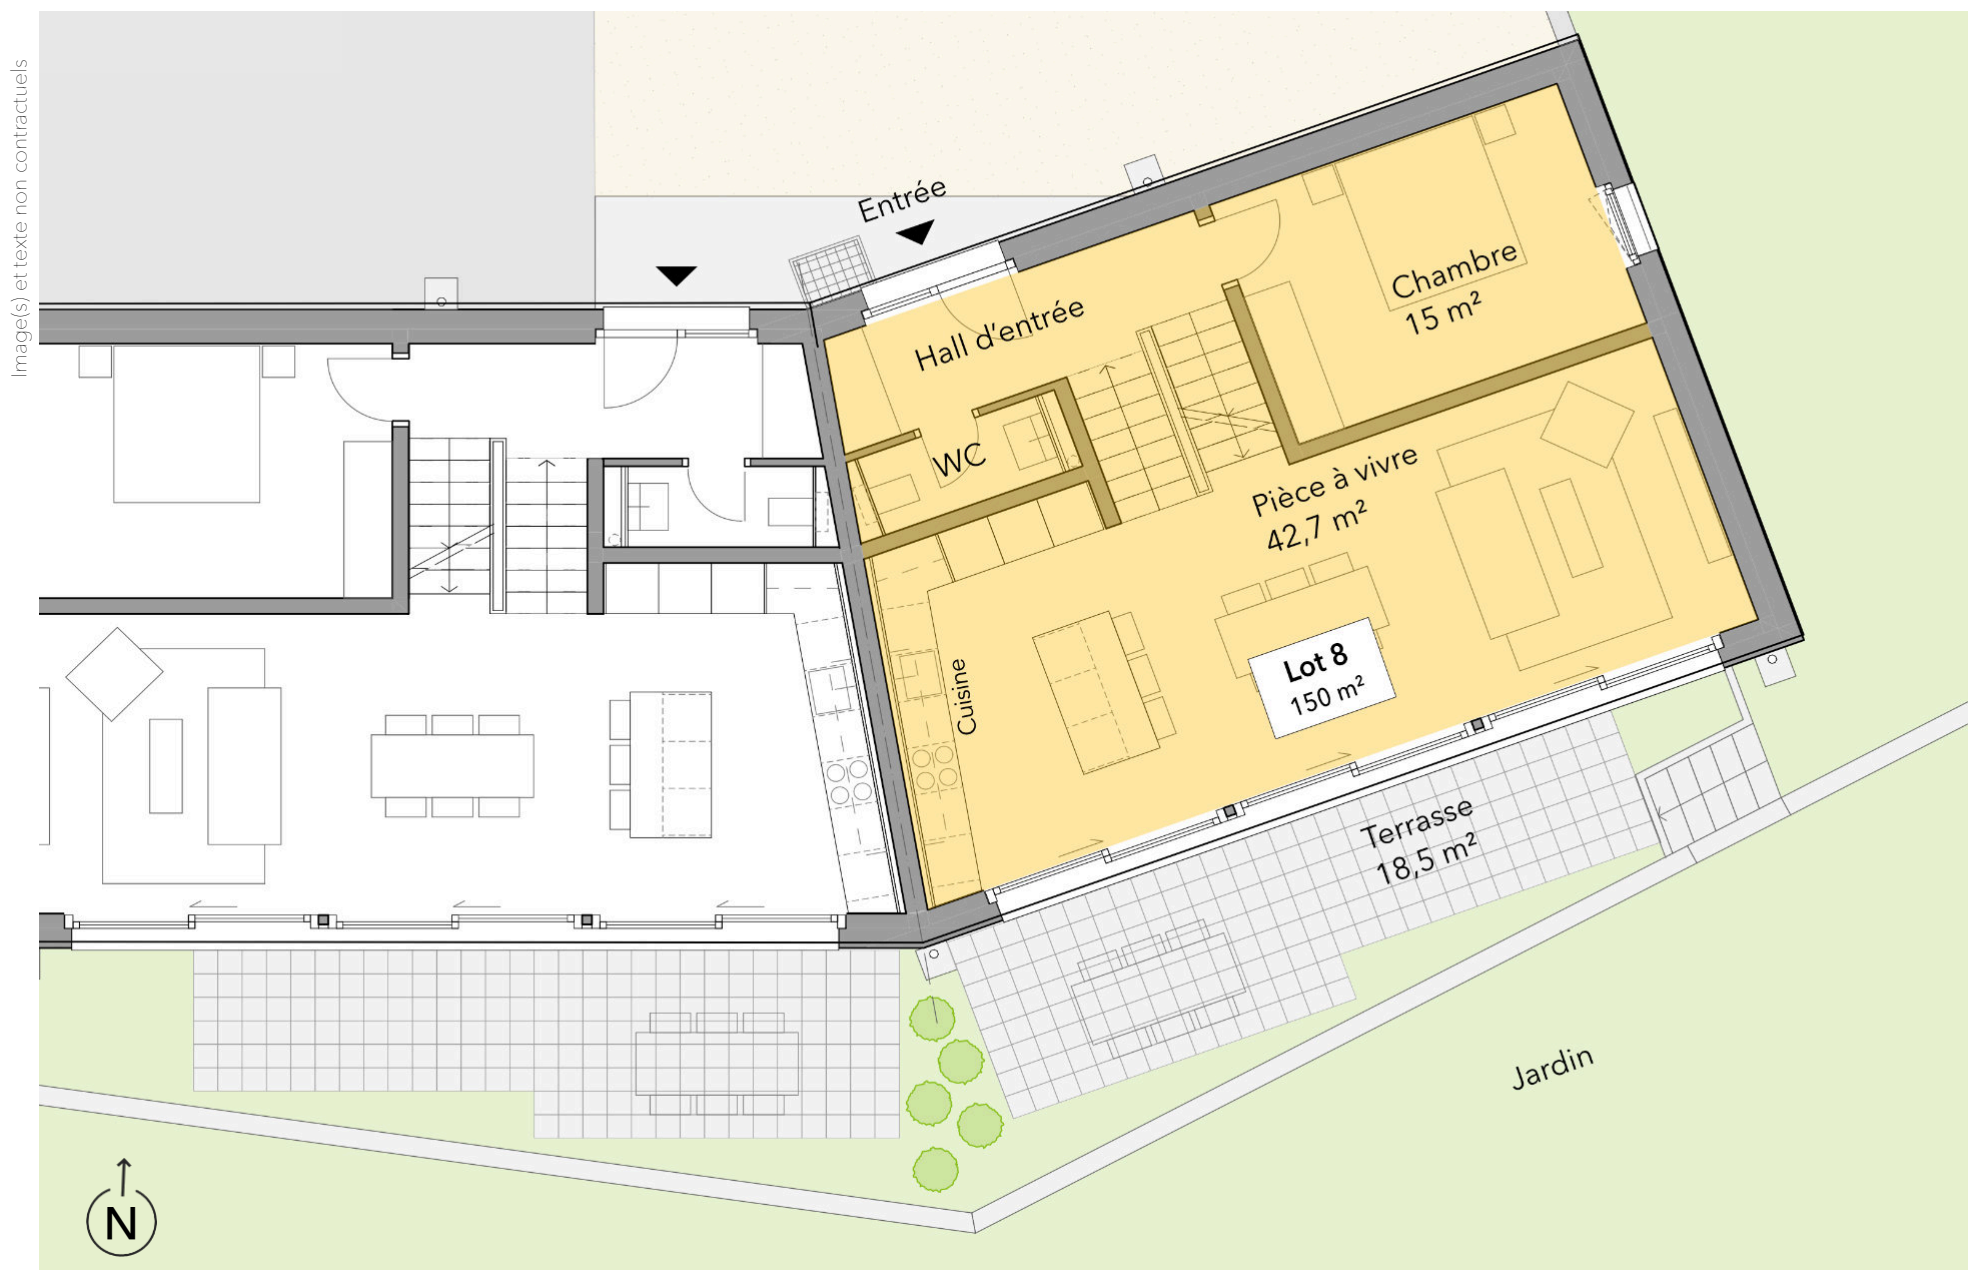 Image(s) et texte non contractuels
Entrée
Hall d'entrée
Chambre
15 m²
WC
Pièce à vivre
42,7 m²
Cuisine
Lot 8
150 m²
Terrasse
18,5 m²
Jardin
N